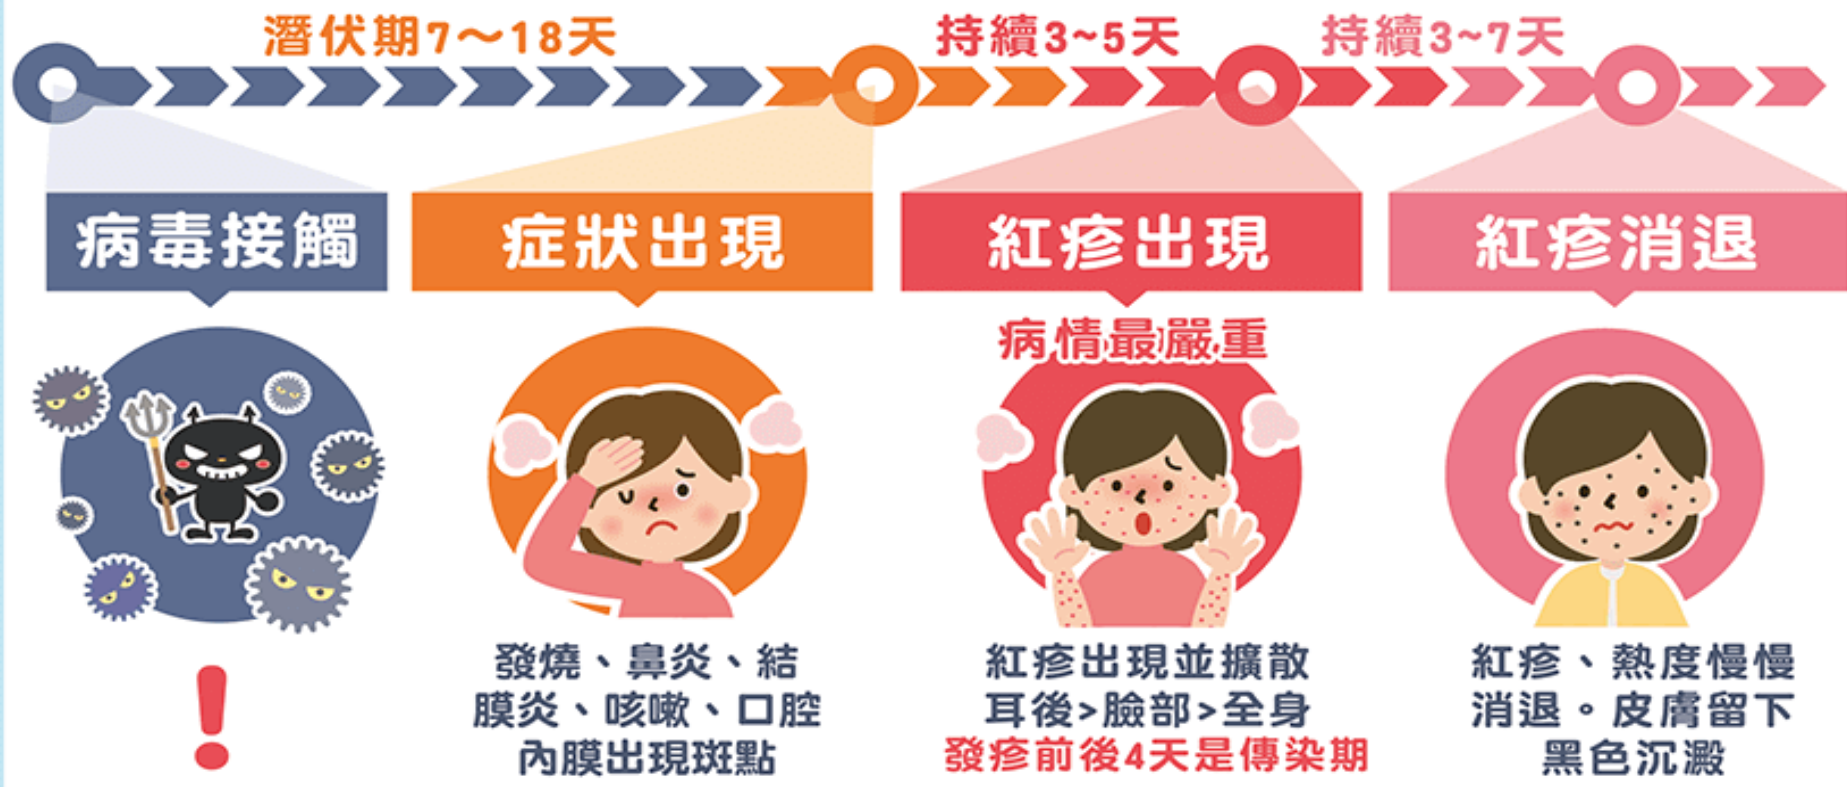 潛伏期7～18天
持續3~5天
持續3~7天
病毒接觸
症狀出現
紅疹出現
紅疹消退
病情最嚴重
發燒、鼻炎、結
膜炎、咳嗽、口腔
內膜出現斑點
紅疹出現並擴散
耳後>臉部>全身
發疹前後4天是傳染期
紅疹、熱度慢慢
消退。皮膚留下
黑色沉澱